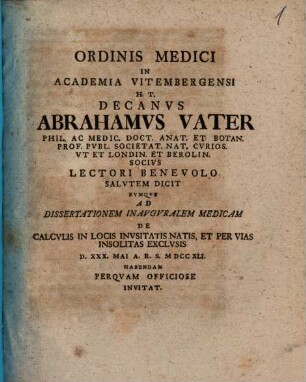 1
ORDINIS MEDICI
IN
ACADEMIA VITEMBERGENSI
H. T.
DECANVS
ABRAHAMVS VATER
PHIL. AC MEDIC. DOCT. ANAT. ET BOTAN.
PROF. PVBL. SOCIETAT. NAT. CVRIOS.
VT ET LONDIN. ET BEROLIN.
SOCIVS
LECTORI BENEVOLO
SALVTEM DICIT
EVMQVE AD
DISSERTATIONEM INAVGVRALEM MEDICAM
DE
CALCVLIS IN LOCIS INVSITATIS NATIS, ET PER VIAS
INSOLITAS EXCLVSIS
D. XXX. MAI A. R. S. MDCCXLI.
HABENDAM
PERQVAM OFFICIOSE
INVITAT.